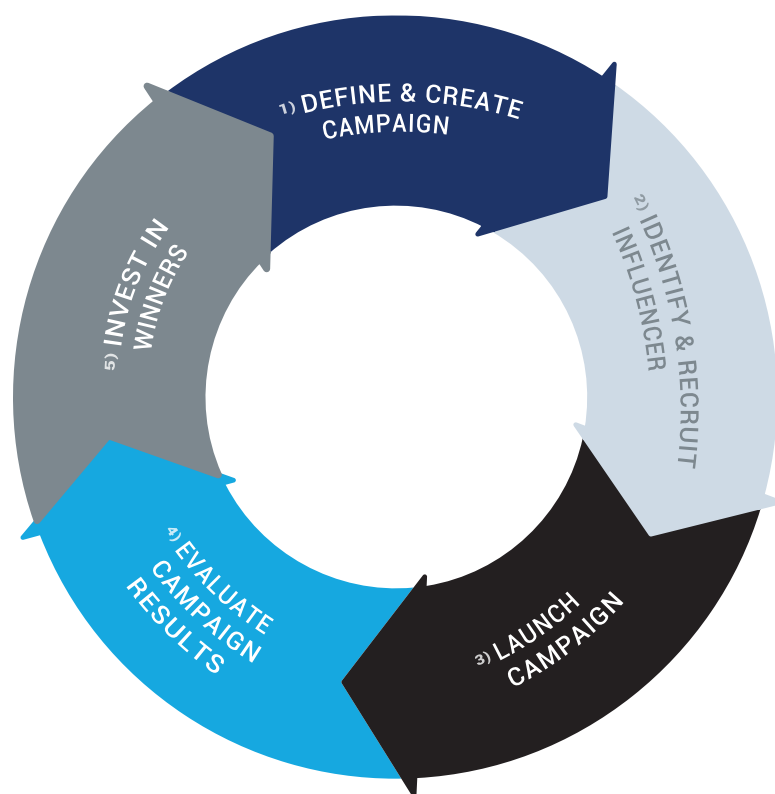 1) DEFINE & CREATE
CAMPAIGN
2) IDENTIFY & RECRUIT
INFLUENCER
3) LAUNCH
CAMPAIGN
4) EVALUATE
CAMPAIGN
RESULTS
5) INVEST IN
WINNERS